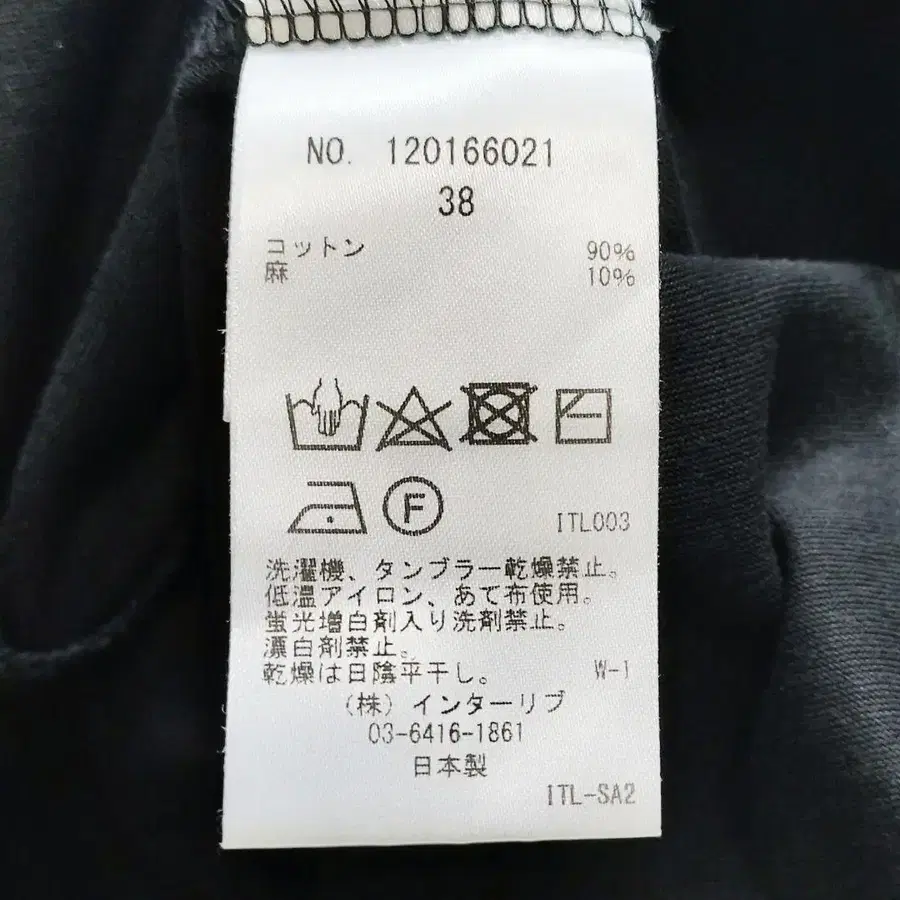 NO. 120166021
38
コットン 90%
麻 10%
F
ITL003
洗濯機、タンブラー乾燥禁止。
低温アイロン、あて布使用。
蛍光増白剤入り洗剤禁止。
漂白剤禁止。
乾燥は日陰平干し。 W-1
（株）インターリブ
03-6416-1861
日本製
ITL-SA2